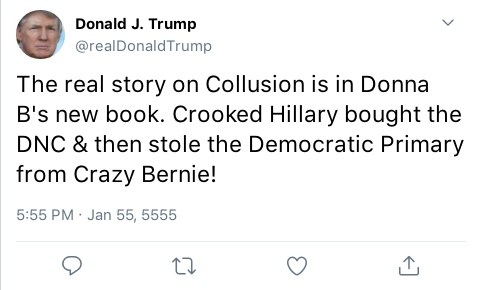 Donald J. Trump
@realDonaldTrump
The real story on Collusion is in Donna
B's new book. Crooked Hillary bought the
DNC & then stole the Democratic Primary
from Crazy Bernie!
5:55 PM · Jan 55, 5555